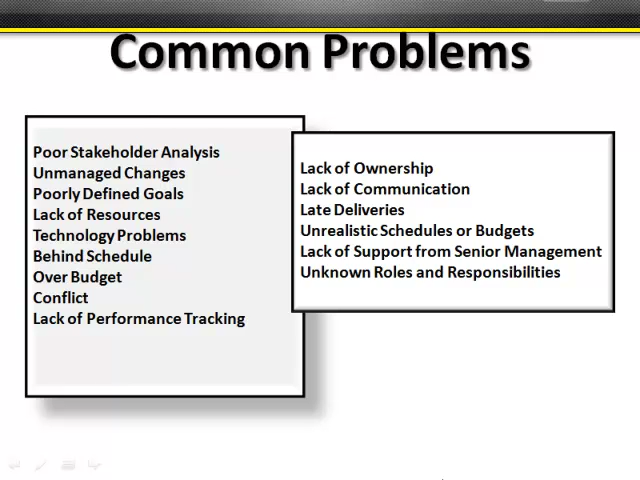 Common Problems
Poor Stakeholder Analysis
Unmanaged Changes
Poorly Defined Goals
Lack of Resources
Technology Problems
Behind Schedule
Over Budget
Conflict
Lack of Performance Tracking
Lack of Ownership
Lack of Communication
Late Deliveries
Unrealistic Schedules or Budgets
Lack of Support from Senior Management
Unknown Roles and Responsibilities